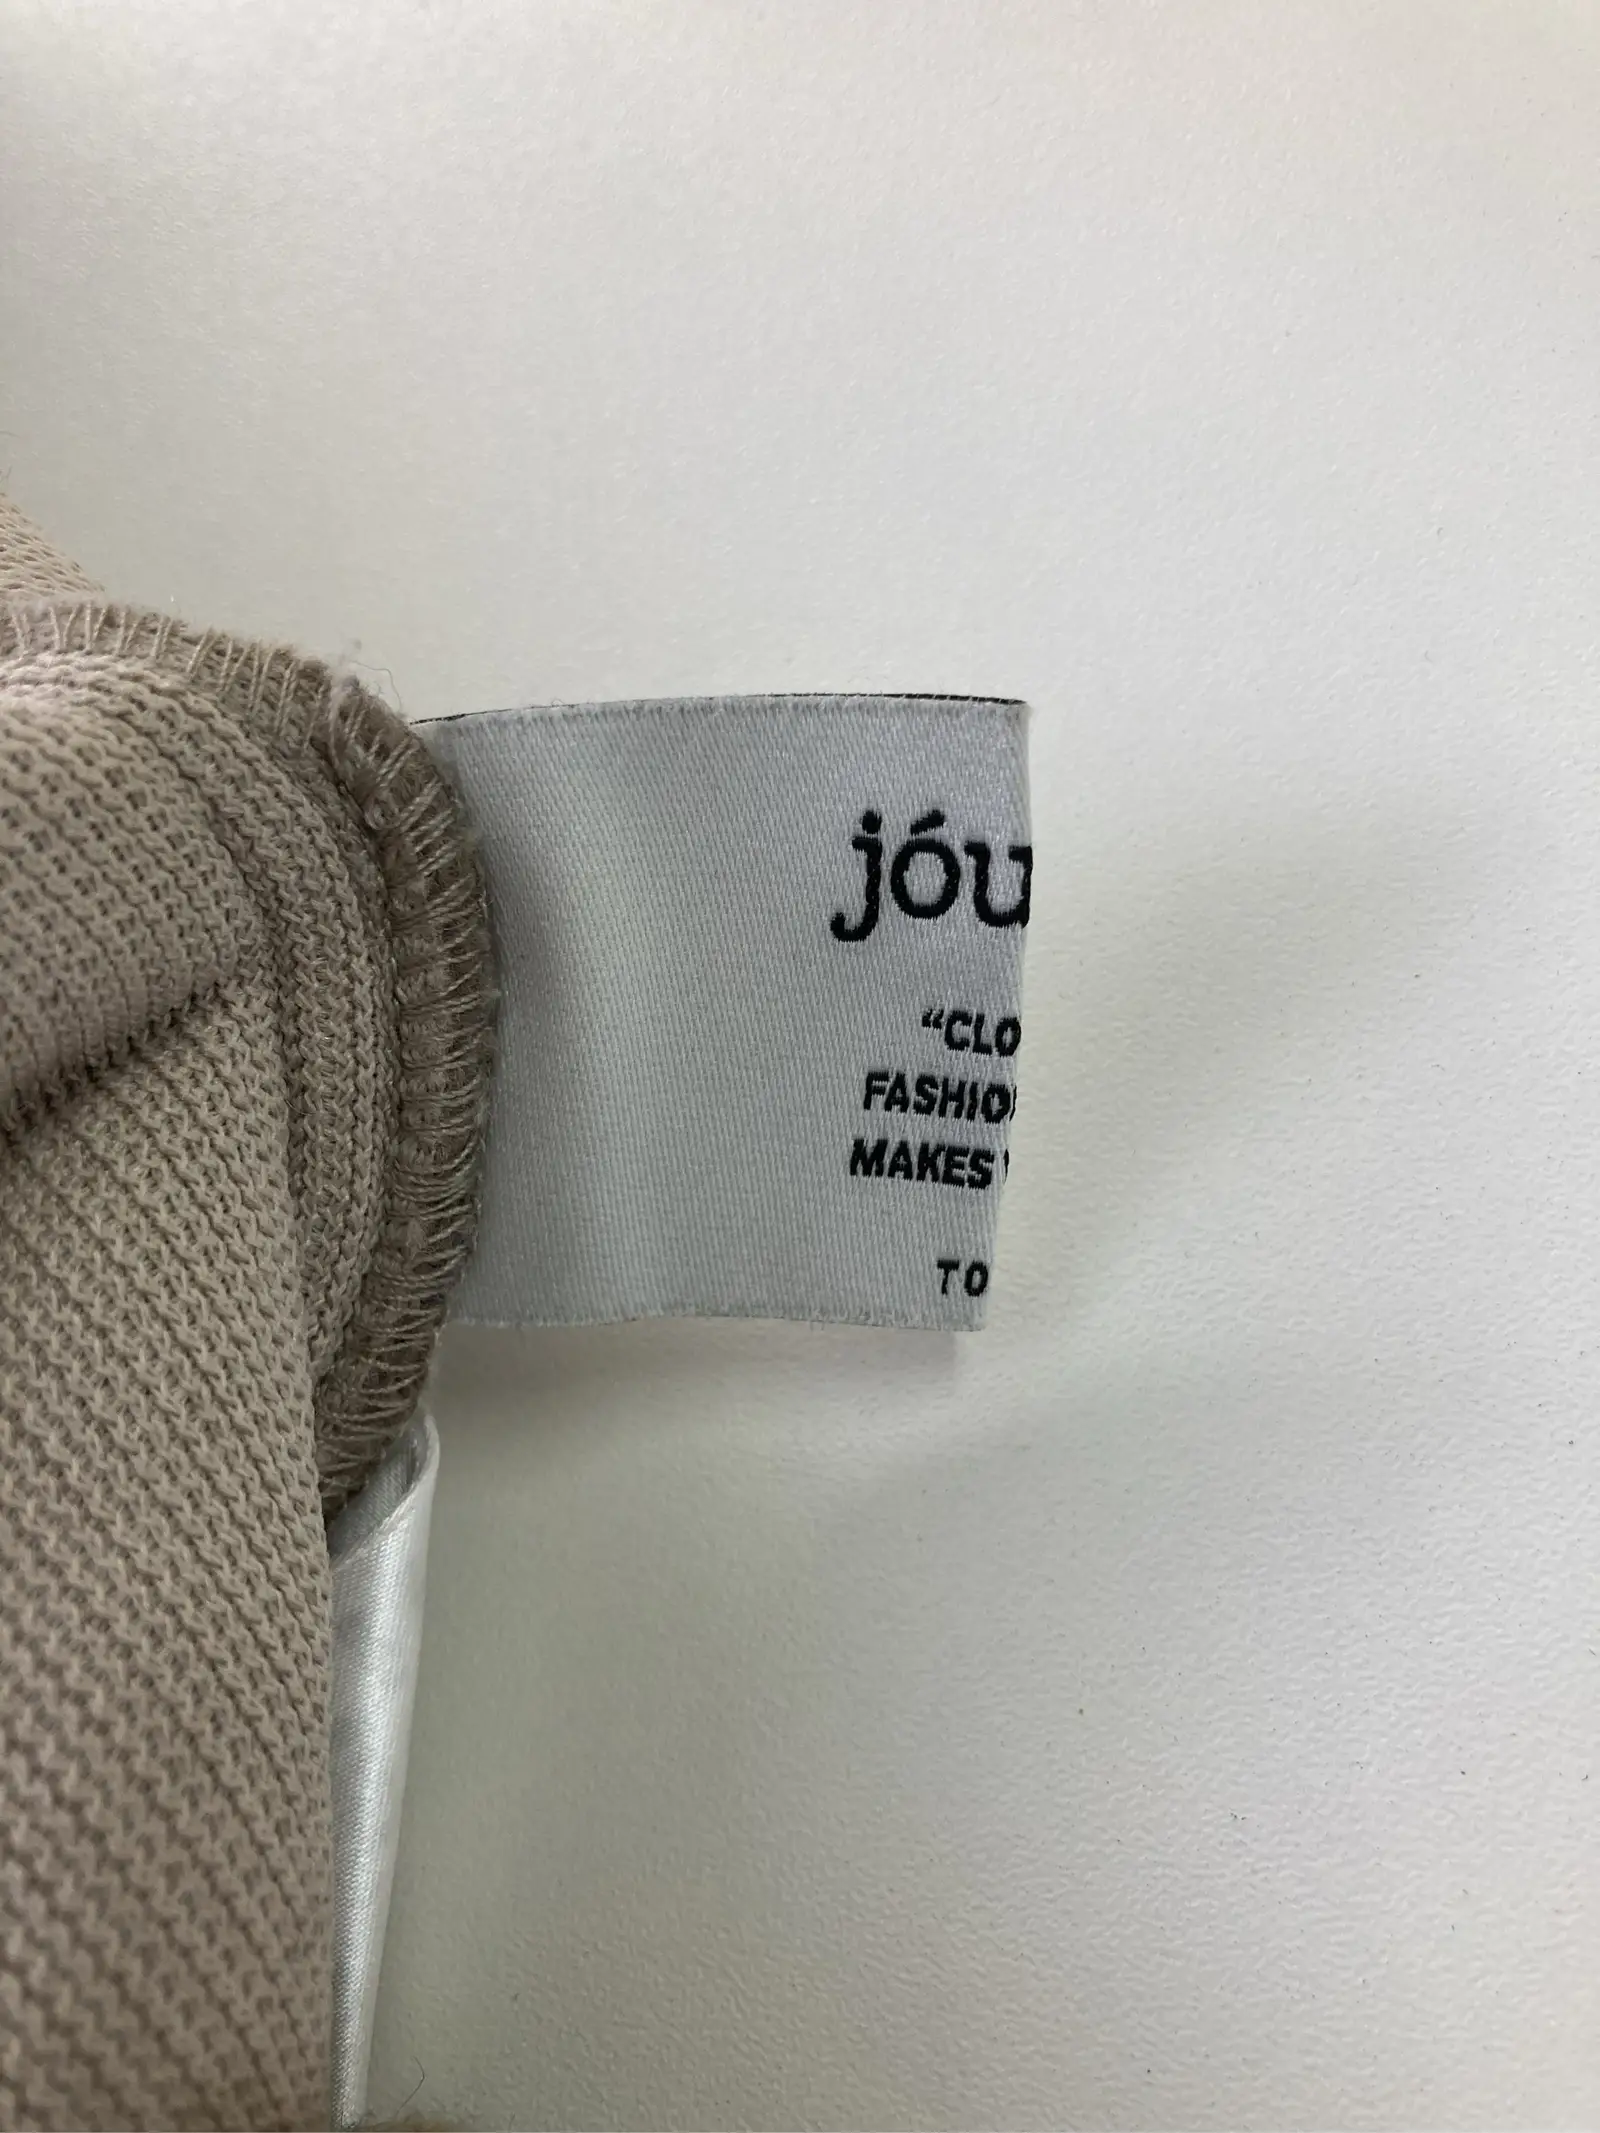 jóu
“CLO
FASHIO
MAKES
TO